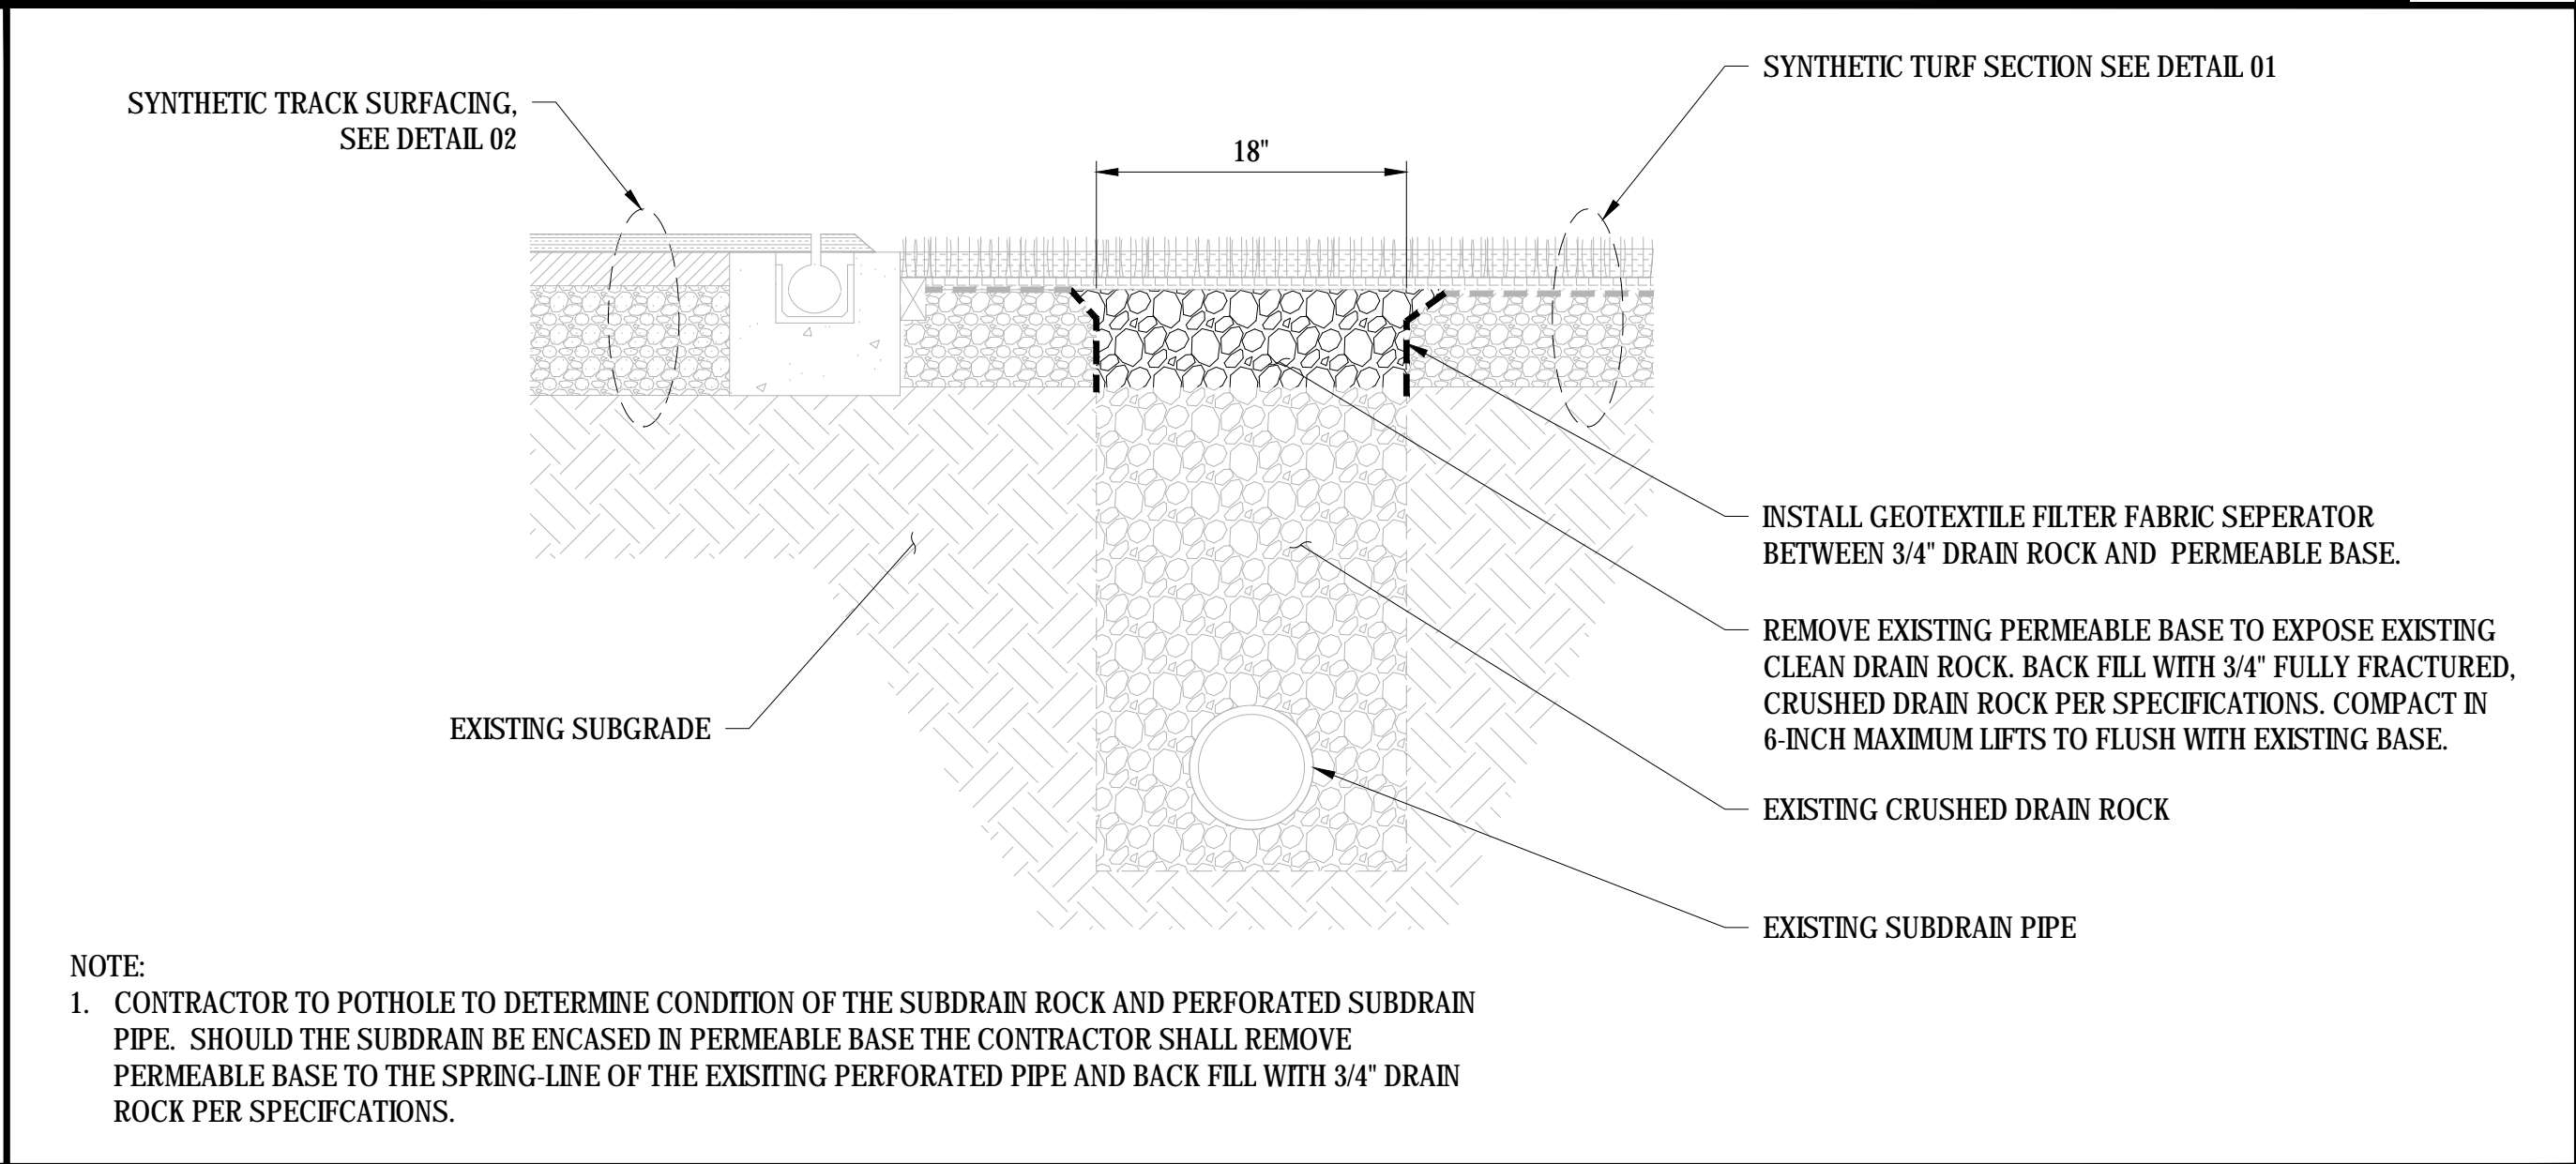 SYNTHETIC TRACK SURFACING,
SEE DETAIL 02
18"
SYNTHETIC TURF SECTION SEE DETAIL 01
INSTALL GEOTEXTILE FILTER FABRIC SEPERATOR
BETWEEN 3/4" DRAIN ROCK AND PERMEABLE BASE.
REMOVE EXISTING PERMEABLE BASE TO EXPOSE EXISTING
CLEAN DRAIN ROCK. BACK FILL WITH 3/4" FULLY FRACTURED,
CRUSHED DRAIN ROCK PER SPECIFICATIONS. COMPACT IN
6-INCH MAXIMUM LIFTS TO FLUSH WITH EXISTING BASE.
EXISTING SUBGRADE
EXISTING CRUSHED DRAIN ROCK
EXISTING SUBDRAIN PIPE
NOTE:
1. CONTRACTOR TO POTHOLE TO DETERMINE CONDITION OF THE SUBDRAIN ROCK AND PERFORATED SUBDRAIN
PIPE. SHOULD THE SUBDRAIN BE ENCASED IN PERMEABLE BASE THE CONTRACTOR SHALL REMOVE
PERMEABLE BASE TO THE SPRING-LINE OF THE EXISITING PERFORATED PIPE AND BACK FILL WITH 3/4" DRAIN
ROCK PER SPECIFCATIONS.